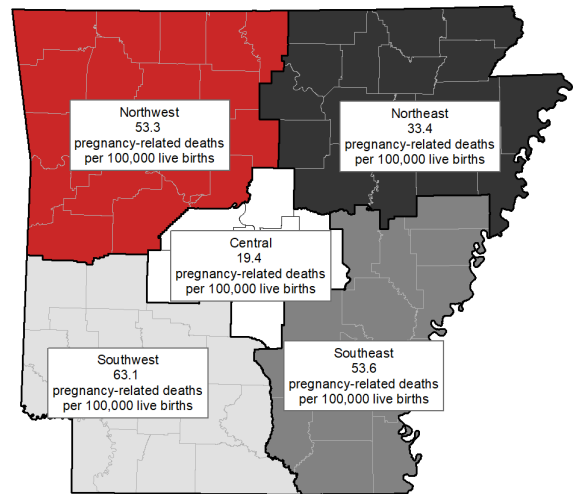 Northwest
53.3
pregnancy-related deaths
per 100,000 live births
Northeast
33.4
pregnancy-related deaths
per 100,000 live births
Central
19.4
pregnancy-related deaths
per 100,000 live births
Southwest
63.1
pregnancy-related deaths
per 100,000 live births
Southeast
53.6
pregnancy-related deaths
per 100,000 live births